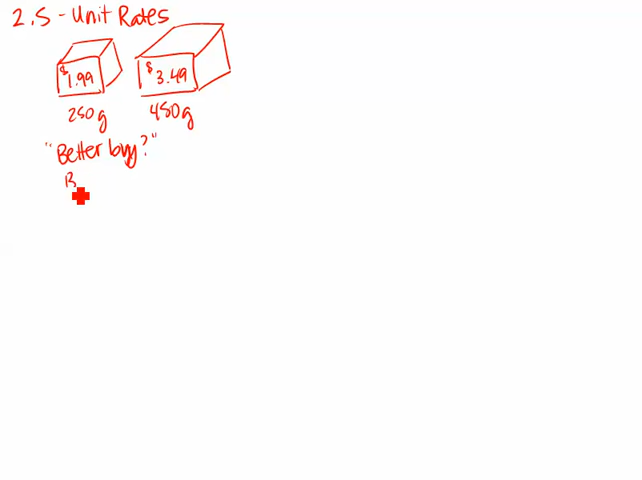 2.5 - Unit Rates
$1.99 $3.49
250g 450g
"Better buy?"
B